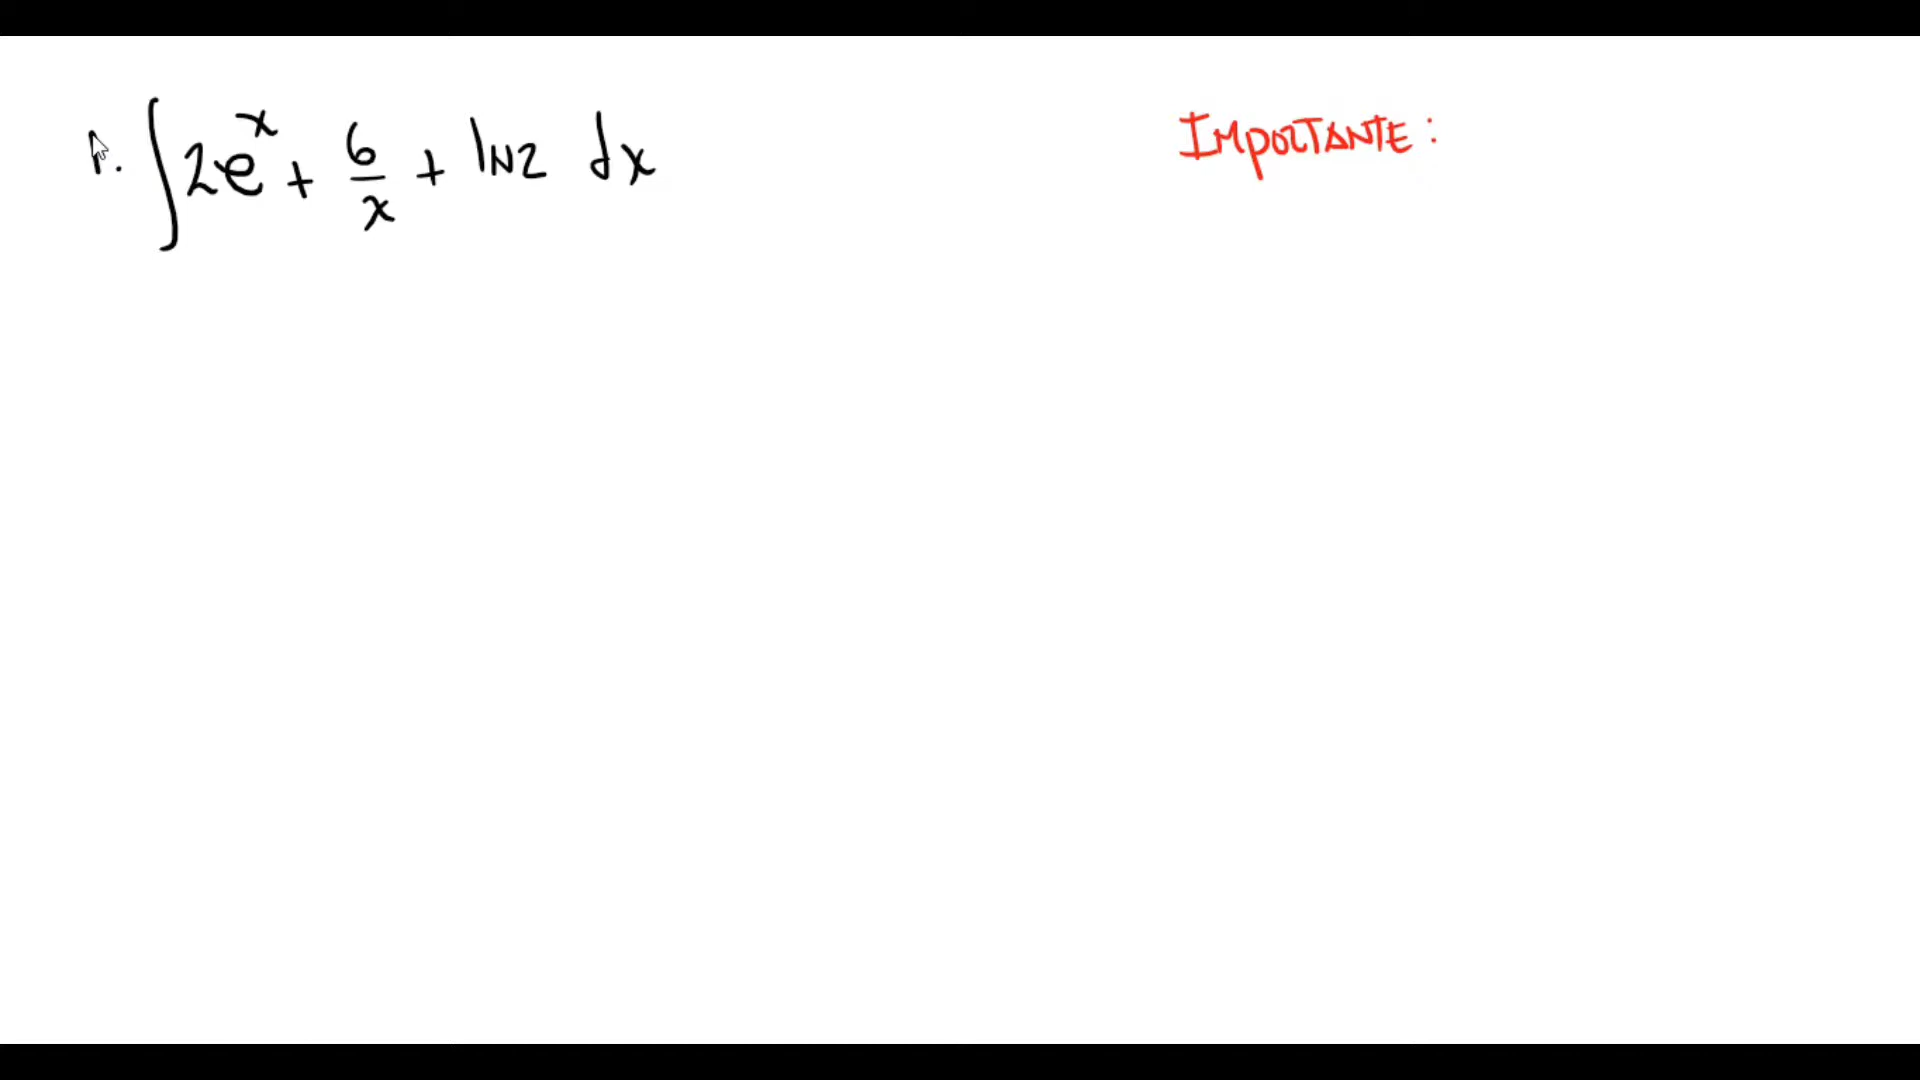 1. ∫ 2e^x + 6/x + ln2 dx
IMPORTANTE: